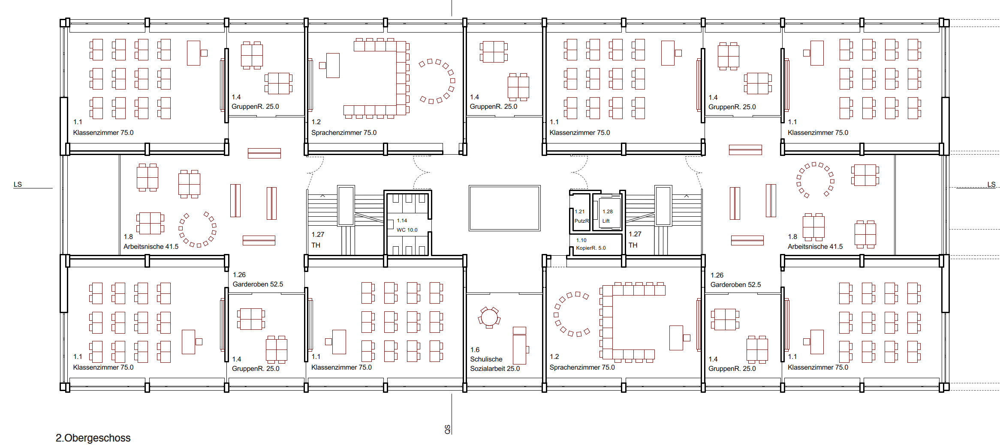 1.4
GruppenR. 25.0
1.4
GruppenR. 25.0
1.4
GruppenR. 25.0
1.1
Klassenzimmer 75.0
1.2
Sprachenzimmer 75.0
1.1
Klassenzimmer 75.0
1.1
Klassenzimmer 75.0
LS
LS
1.21
PutzR
1.28
Lift
1.14
WC 10.0
1.27
TH
1.27
TH
1.8
Arbeitsnische 41.5
1.10
KopierR. 5.0
1.8
Arbeitsnische 41.5
1.26
Garderoben 52.5
1.26
Garderoben 52.5
1.1
Klassenzimmer 75.0
1.4
GruppenR. 25.0
1.1
Klassenzimmer 75.0
1.6
Schulische
Sozialarbeit 25.0
1.2
Sprachenzimmer 75.0
1.4
GruppenR. 25.0
1.1
Klassenzimmer 75.0
QS
2.Obergeschoss